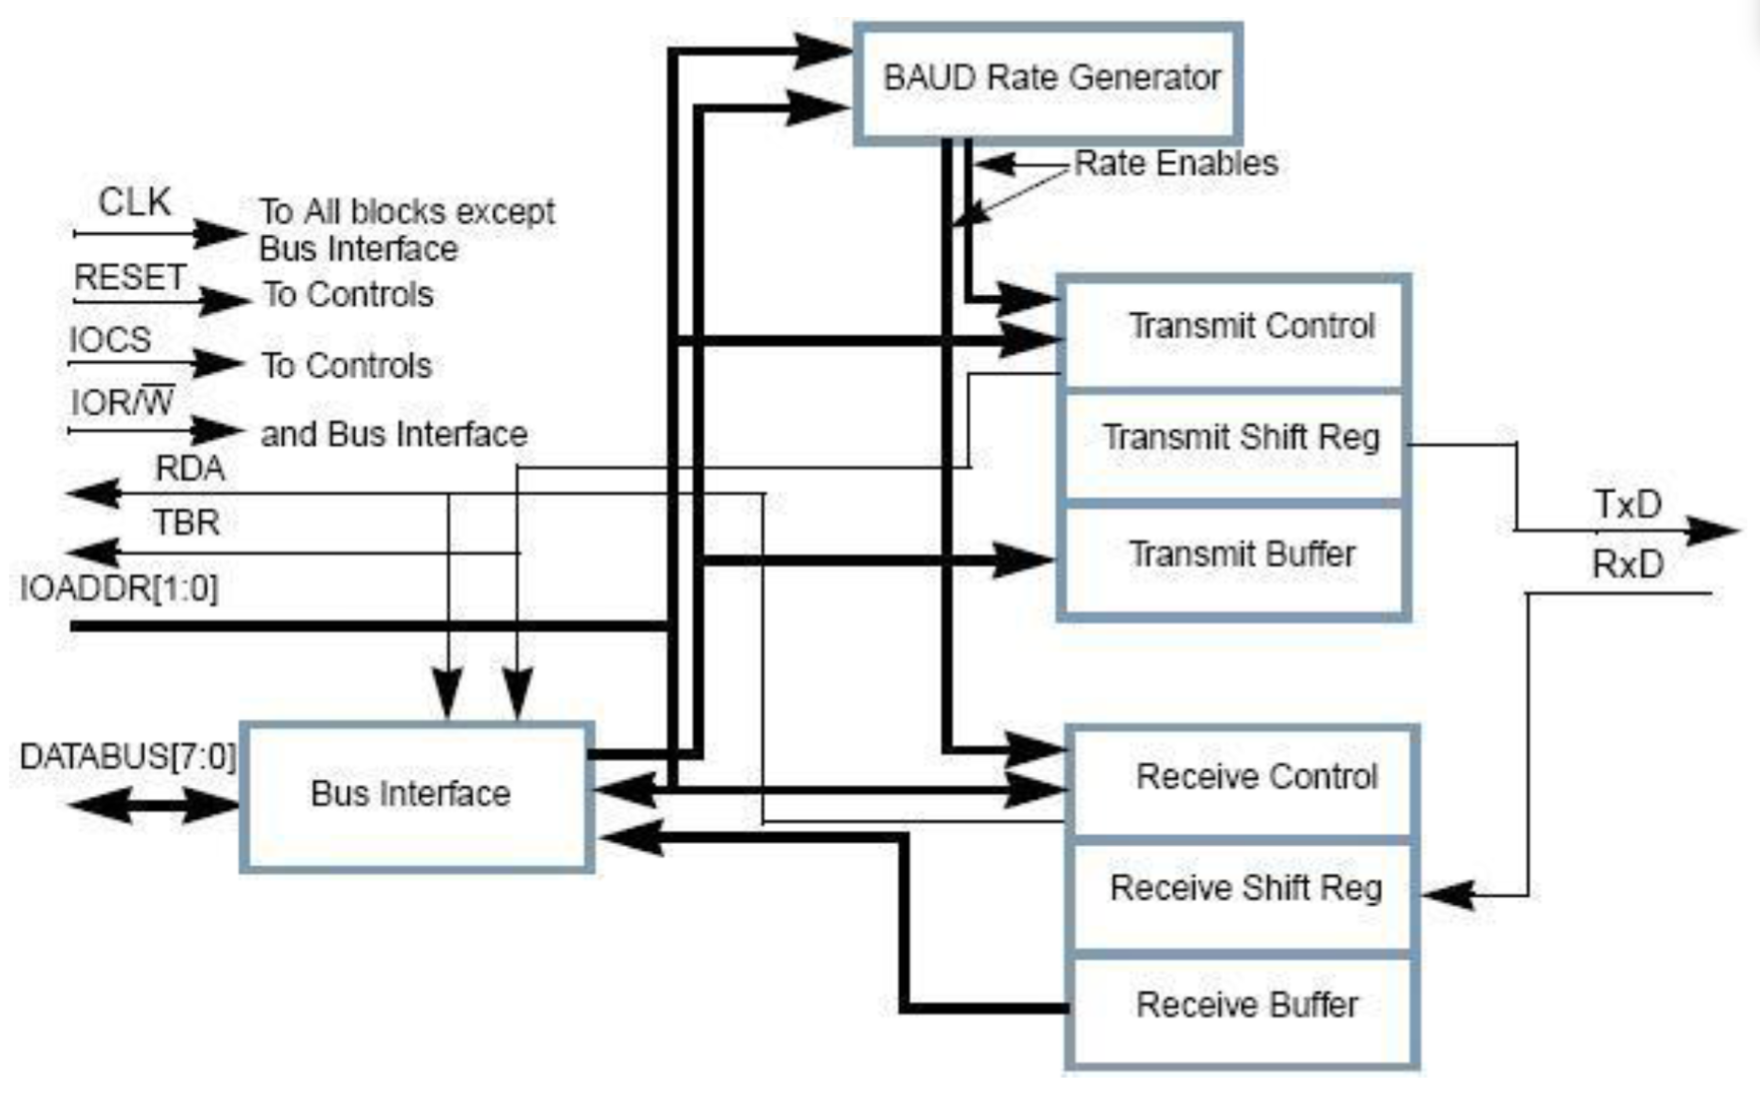 BAUD Rate Generator
Rate Enables
CLK
To All blocks except
Bus Interface
RESET
To Controls
IOCS
To Controls
IOR/W̅
and Bus Interface
RDA
TBR
IOADDR[1:0]
DATABUS[7:0]
Bus Interface
Transmit Control
Transmit Shift Reg
Transmit Buffer
TxD
RxD
Receive Control
Receive Shift Reg
Receive Buffer